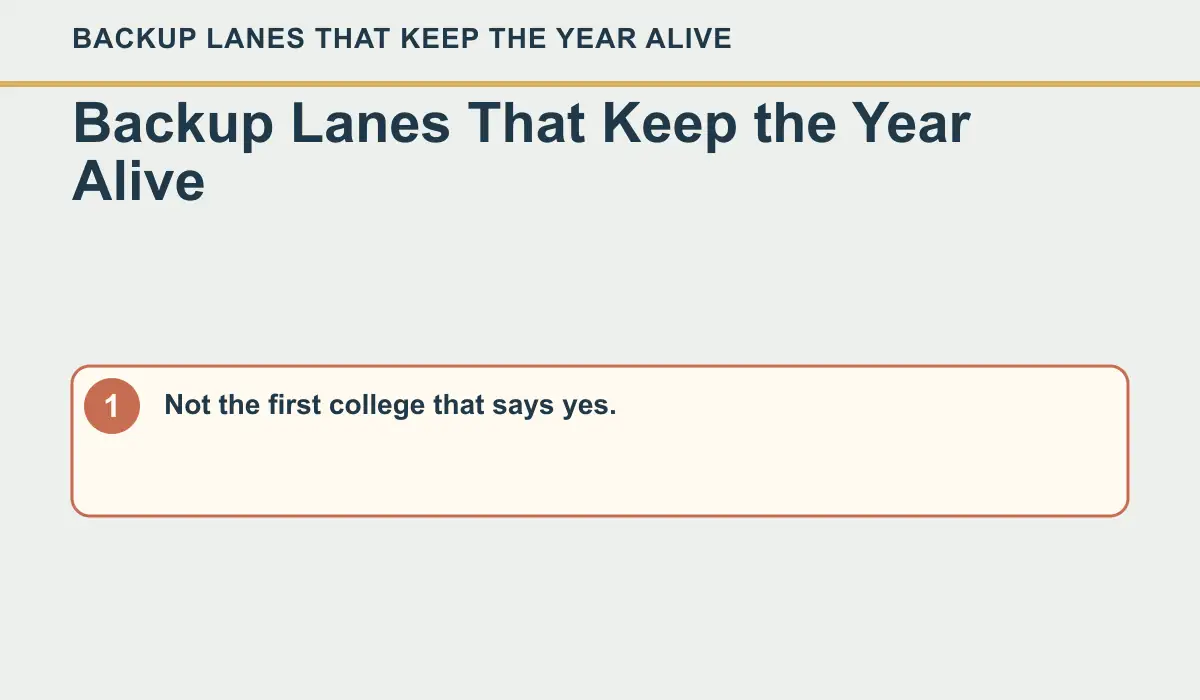 BACKUP LANES THAT KEEP THE YEAR ALIVE
Backup Lanes That Keep the Year
Alive
1
Not the first college that says yes.